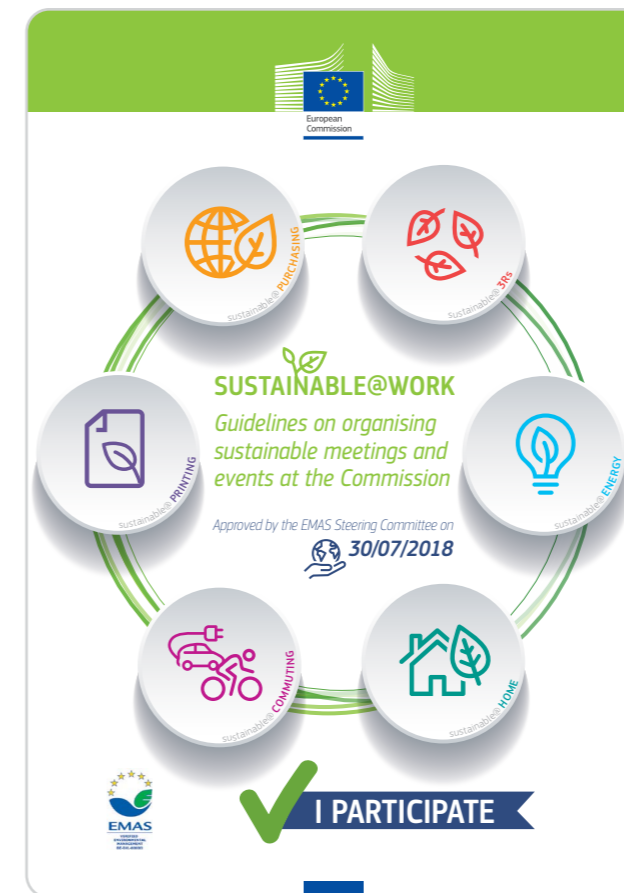 European
Commission
sustainable@PURCHASING
sustainable@3Rs
SUSTAINABLE@WORK
Guidelines on organising
sustainable meetings and
events at the Commission
sustainable@PRINTING
sustainable@ENERGY
Approved by the EMAS Steering Committee on
30/07/2018
sustainable@COMMUTING
sustainable@HOME
EMAS
I PARTICIPATE